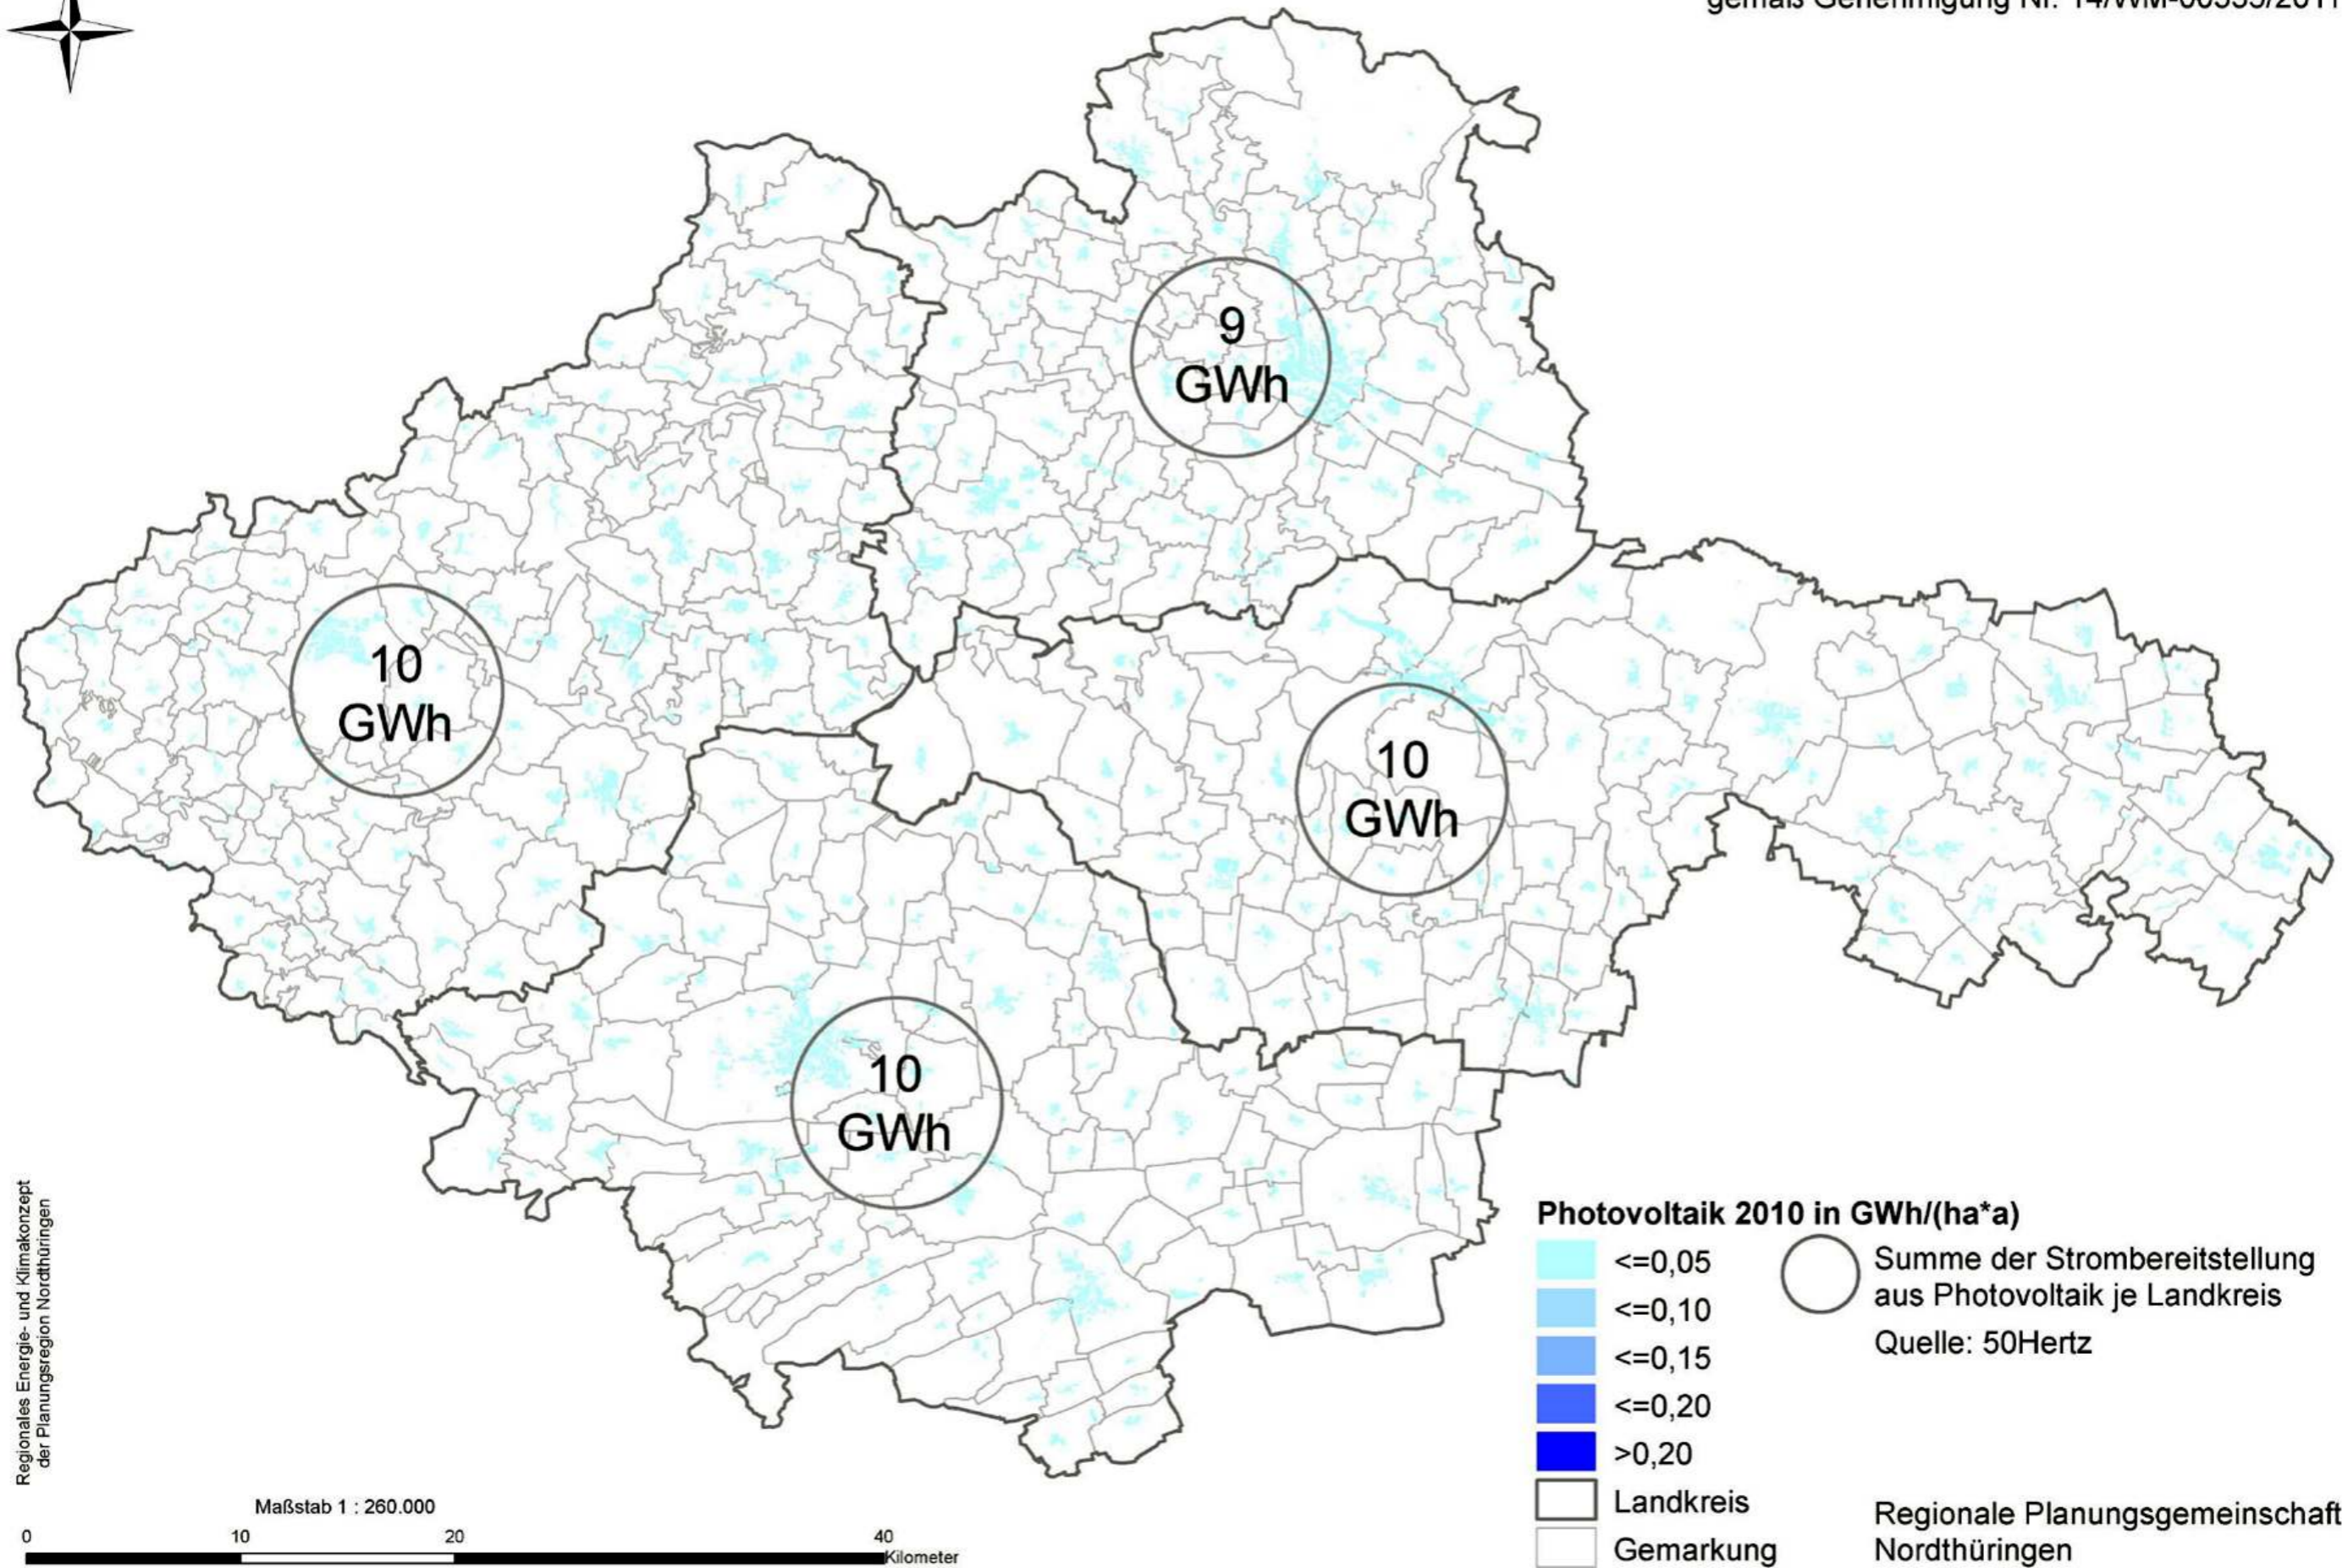 9
GWh
10
GWh
10
GWh
10
GWh
Regionales Energie- und Klimakonzept
der Planungsregion Nordthüringen
Maßstab 1 : 260.000
0 10 20 40
Kilometer
Photovoltaik 2010 in GWh/(ha*a)
<=0,05
<=0,10
<=0,15
<=0,20
>0,20
Landkreis
Gemarkung
Summe der Strombereitstellung
aus Photovoltaik je Landkreis
Quelle: 50Hertz
Regionale Planungsgemeinschaft
Nordthüringen